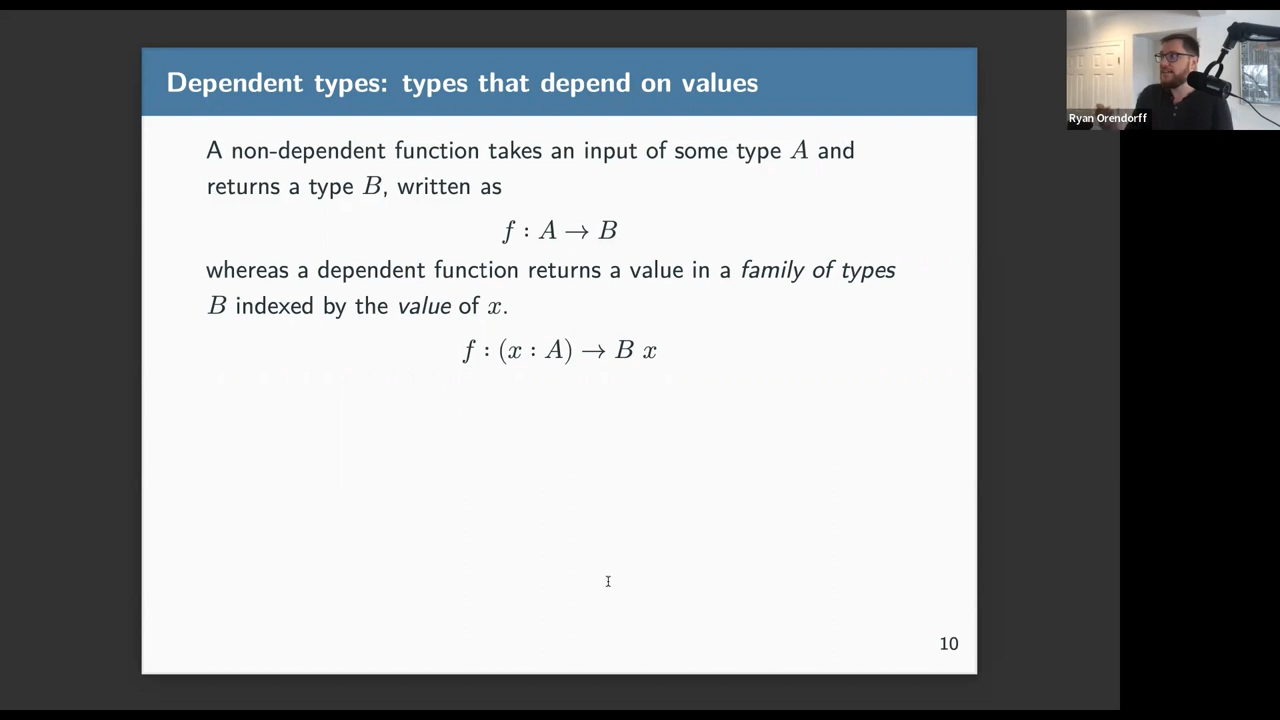 Dependent types: types that depend on values
A non-dependent function takes an input of some type A and
returns a type B, written as
f : A → B
whereas a dependent function returns a value in a family of types
B indexed by the value of x.
f : (x : A) → B x
10
Ryan Orendorff